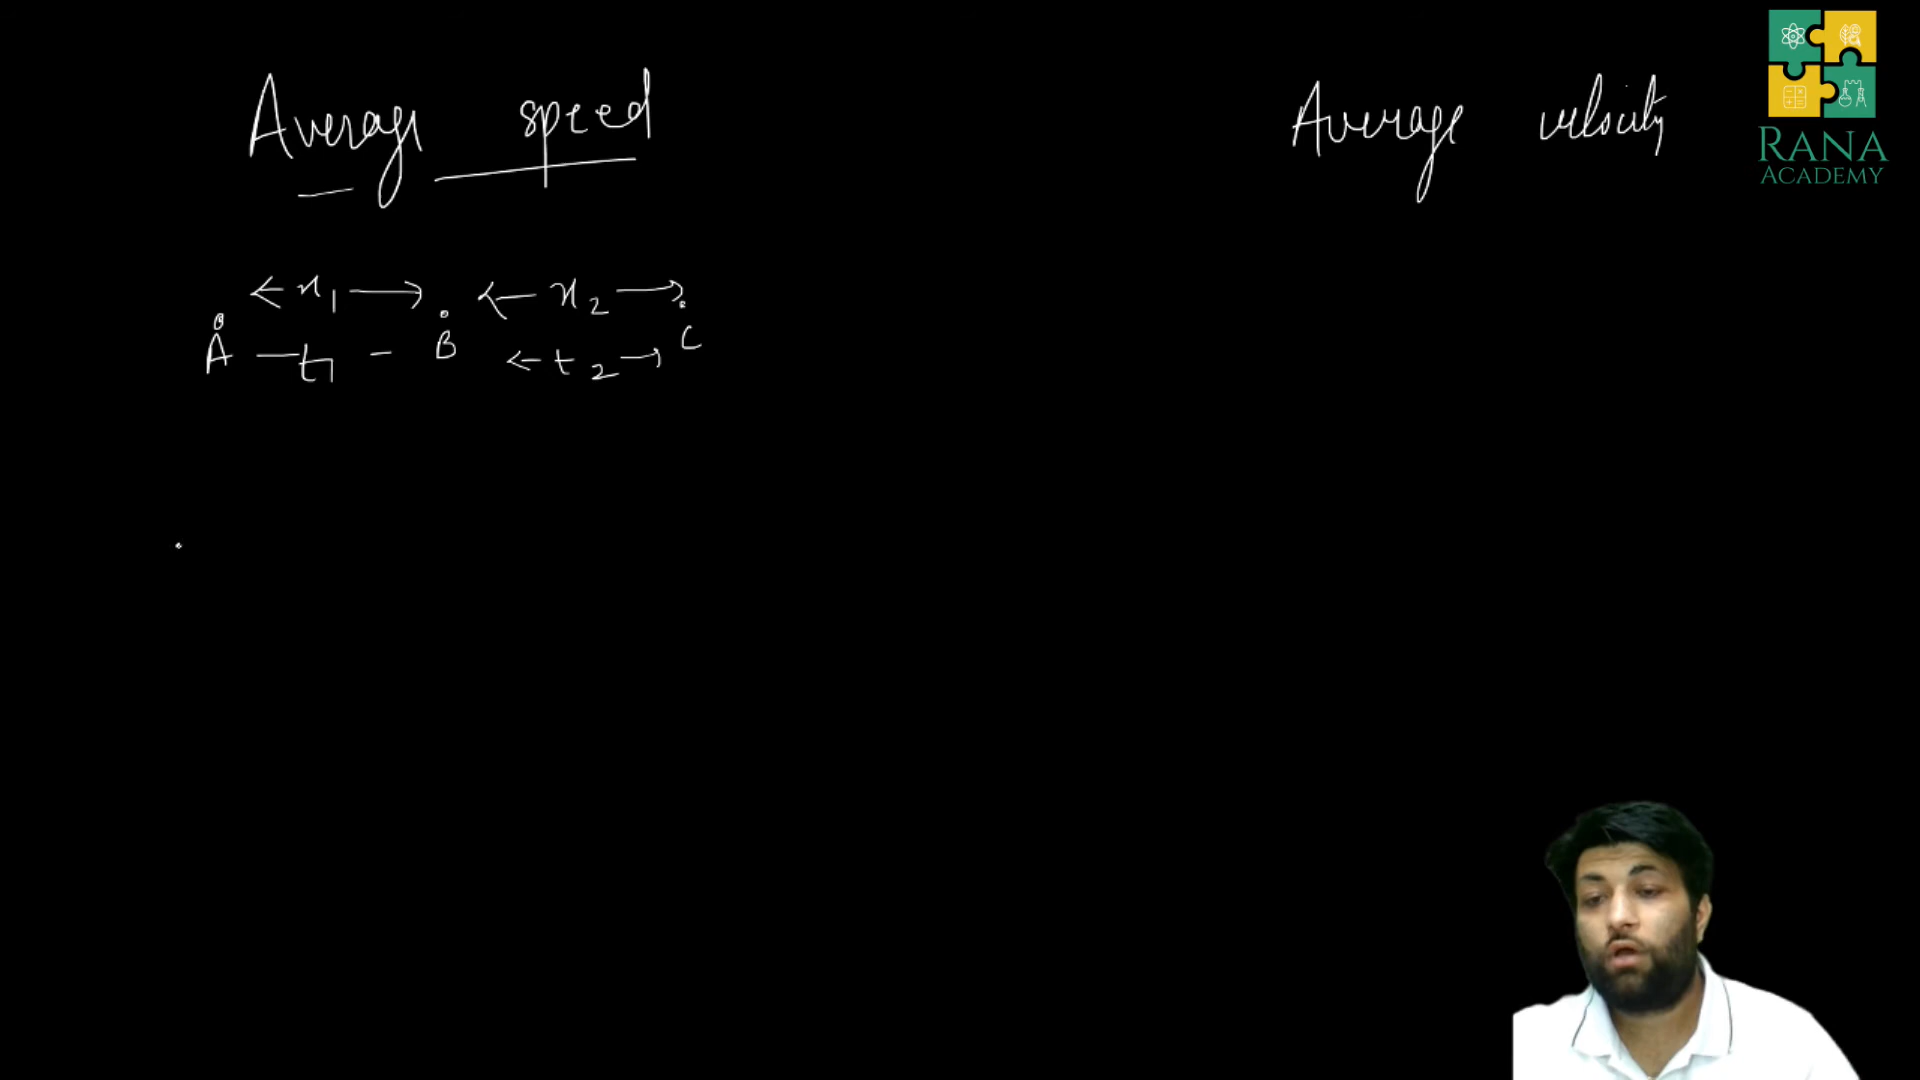 Average speed
Average velocity
RANA
ACADEMY
← x₁ → ← x₂ →
A — t₁ — B ← t₂ → C